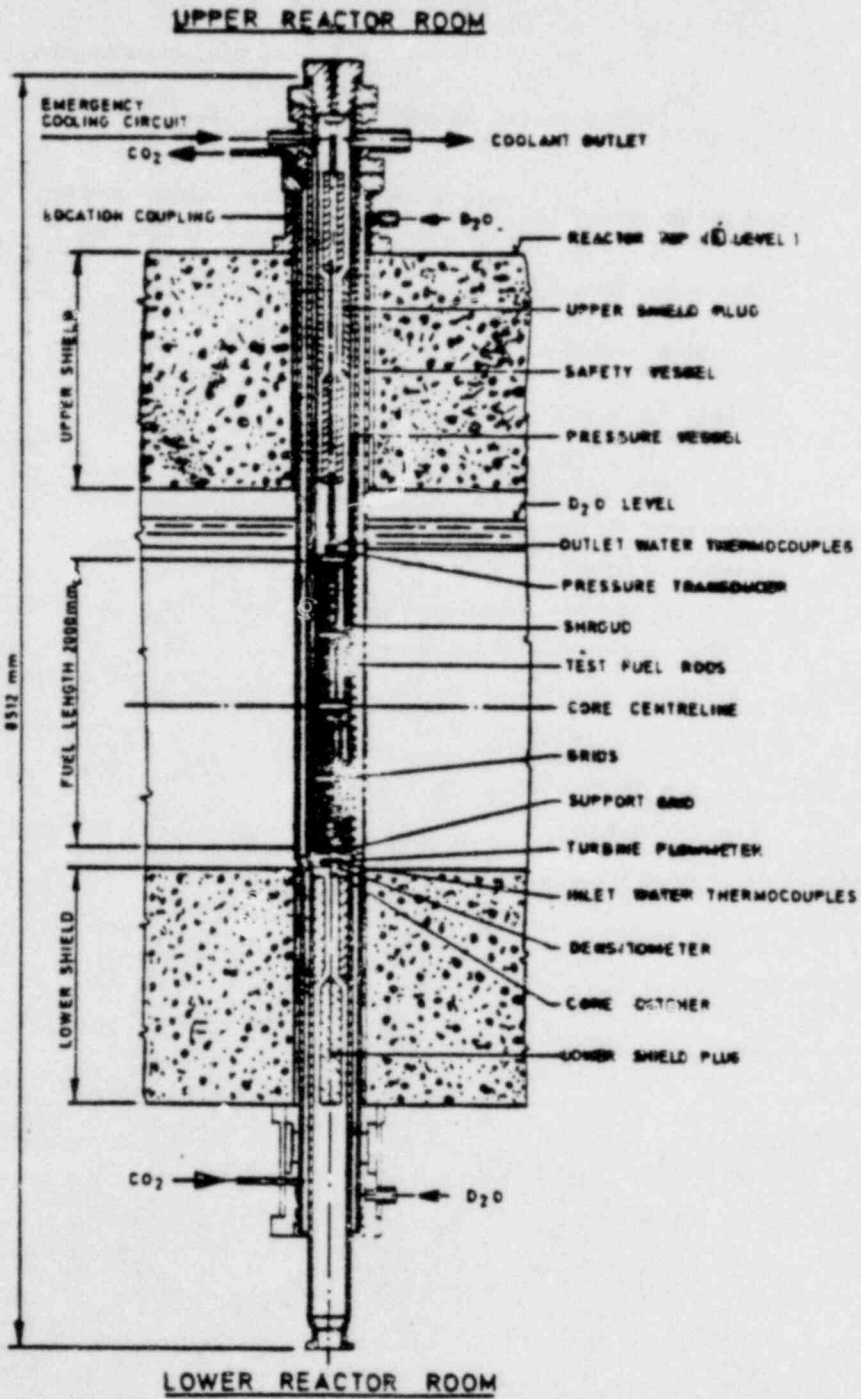 UPPER REACTOR ROOM
EMERGENCY
COOLING CIRCUIT
CO2
COOLANT OUTLET
LOCATION COUPLING
D2O
REACTOR TOP LEVEL
UPPER SHIELD
UPPER SHIELD PLUG
SAFETY VESSEL
PRESSURE VESSEL
D2O LEVEL
OUTLET WATER THERMOCOUPLES
PRESSURE TRANSDUCER
SHROUD
TEST FUEL RODS
8512 mm
FUEL LENGTH 2000mm
CORE CENTRELINE
GRIDS
SUPPORT GRID
TURBINE FLOWMETER
INLET WATER THERMOCOUPLES
DENSITOMETER
LOWER SHIELD
CORE CATCHER
LOWER SHIELD PLUG
CO2
D2O
LOWER REACTOR ROOM